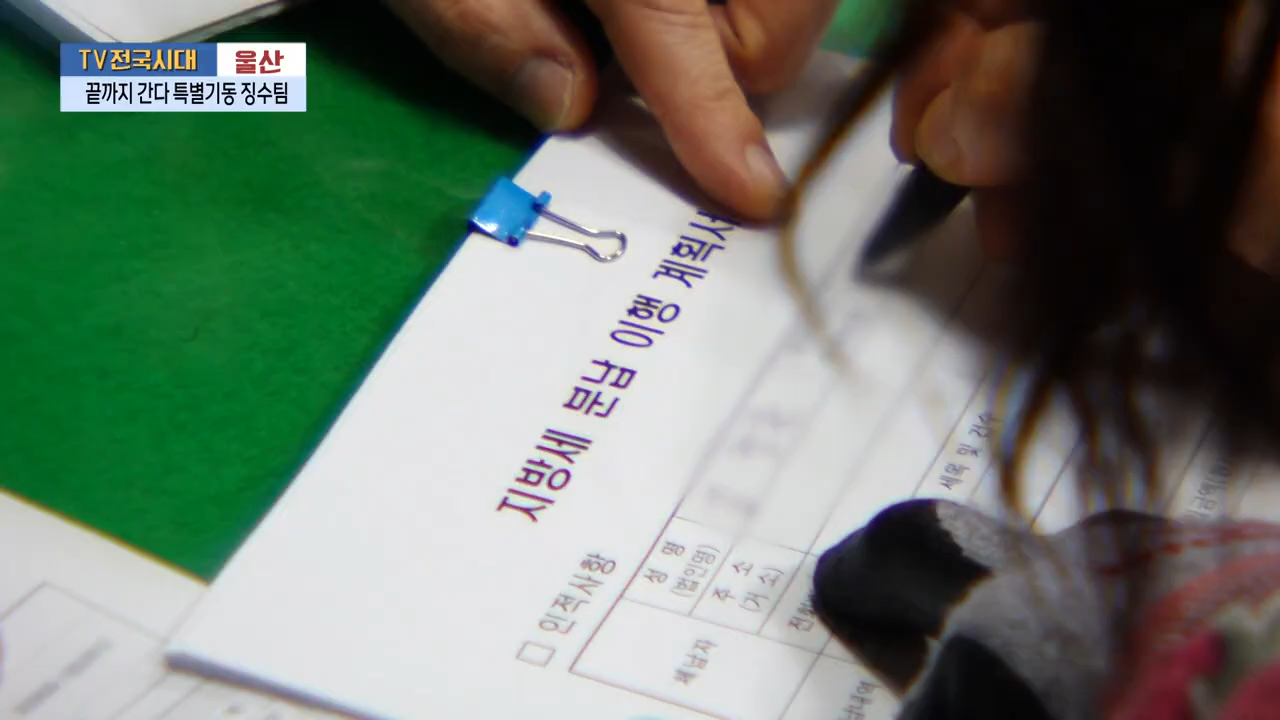 TV전국시대 울산
끝까지 간다 특별기동 징수팀
지방세 분납 이행 계획서
□ 인적사항
성 명
(법인명)
주 소
(거 소)
체납자
세목 및 건수